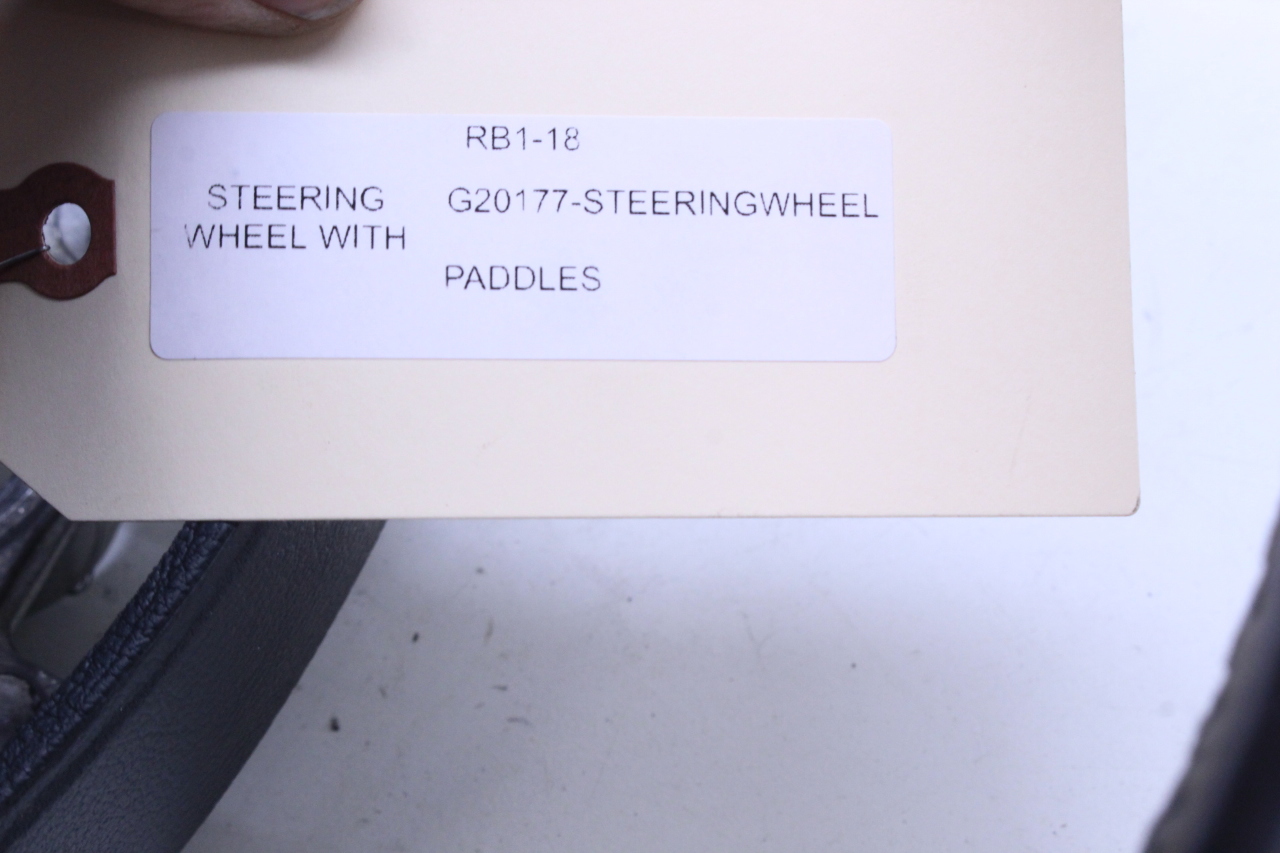 RB1-18
STEERING G20177-STEERINGWHEEL
WHEEL WITH
PADDLES